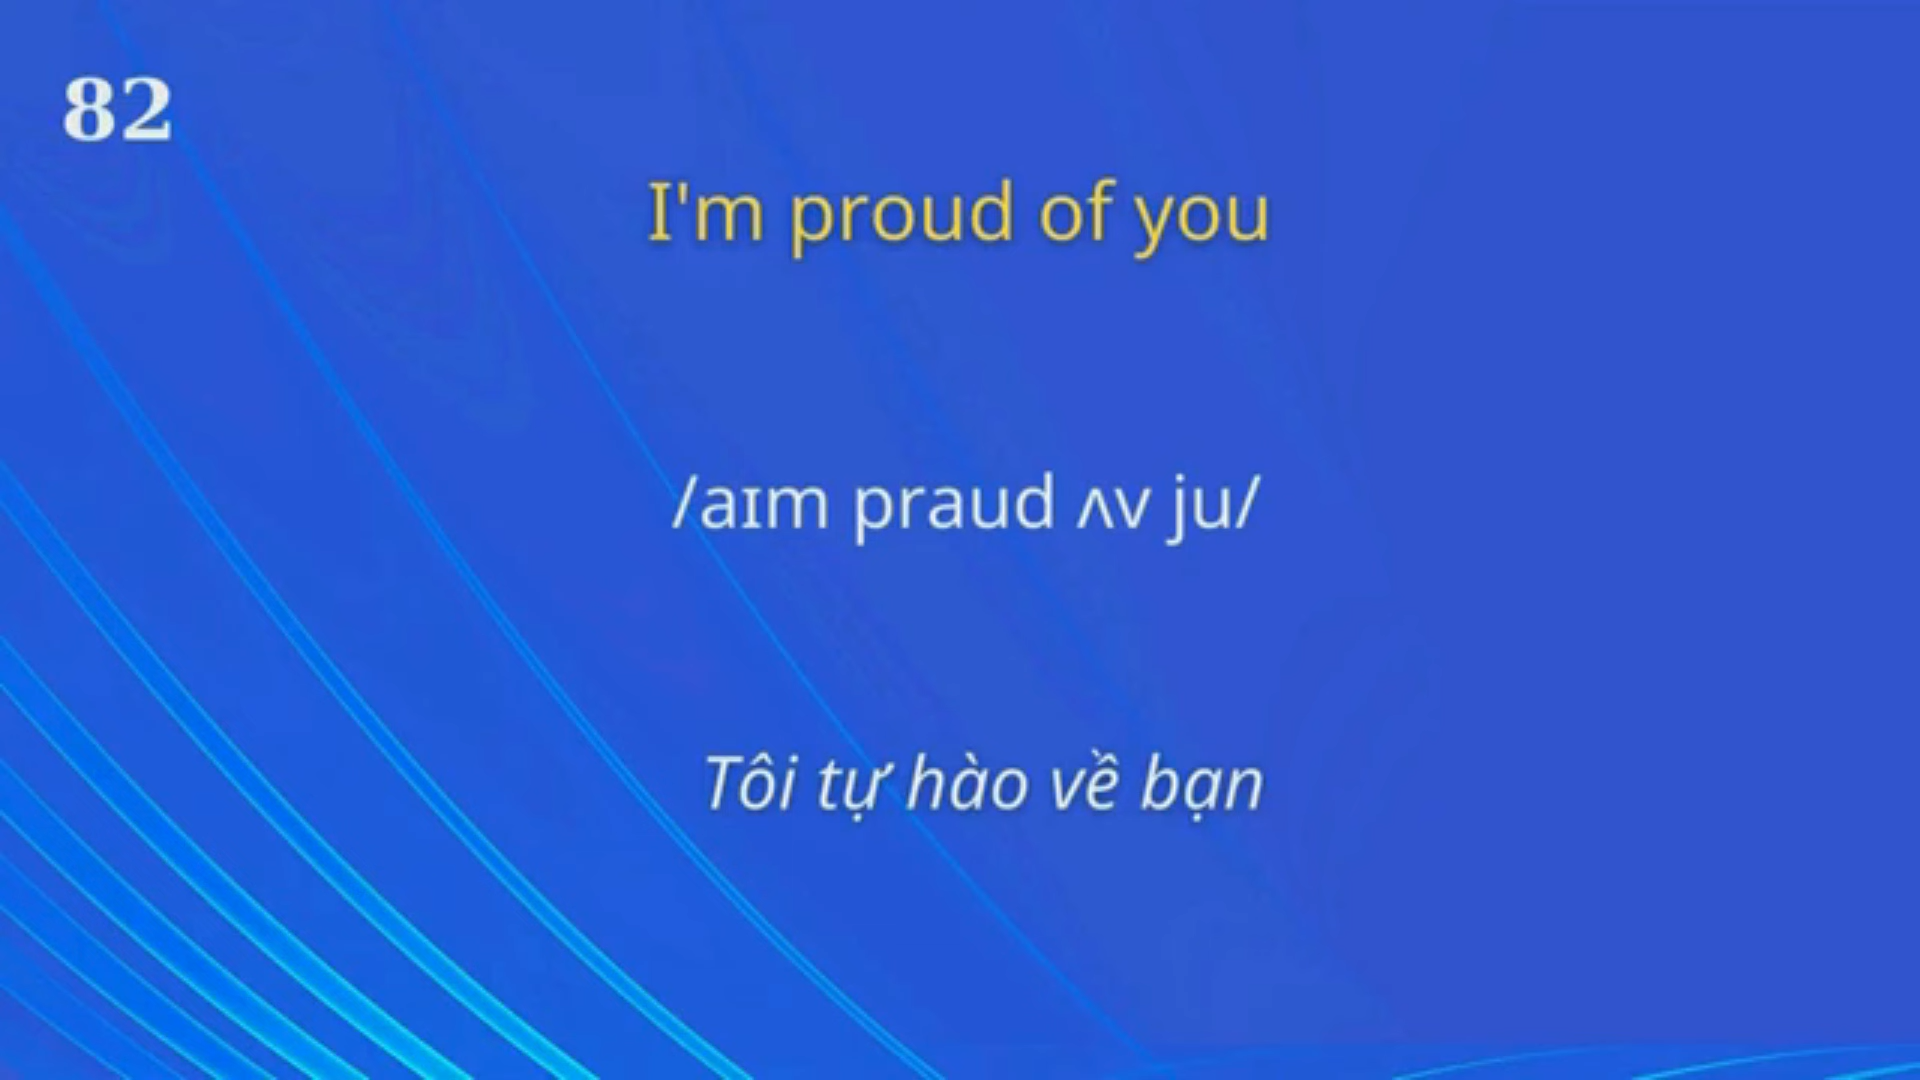 82
I'm proud of you
/aɪm praud ʌv ju/
Tôi tự hào về bạn